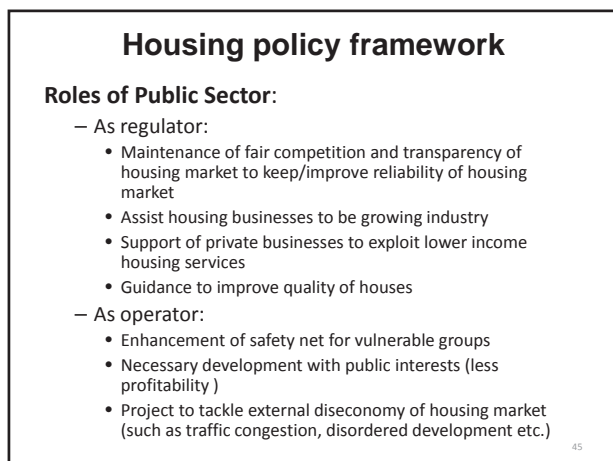 Housing policy framework
Roles of Public Sector:
– As regulator:
• Maintenance of fair competition and transparency of
housing market to keep/improve reliability of housing
market
• Assist housing businesses to be growing industry
• Support of private businesses to exploit lower income
housing services
• Guidance to improve quality of houses
– As operator:
• Enhancement of safety net for vulnerable groups
• Necessary development with public interests (less
profitability )
• Project to tackle external diseconomy of housing market
(such as traffic congestion, disordered development etc.)
45